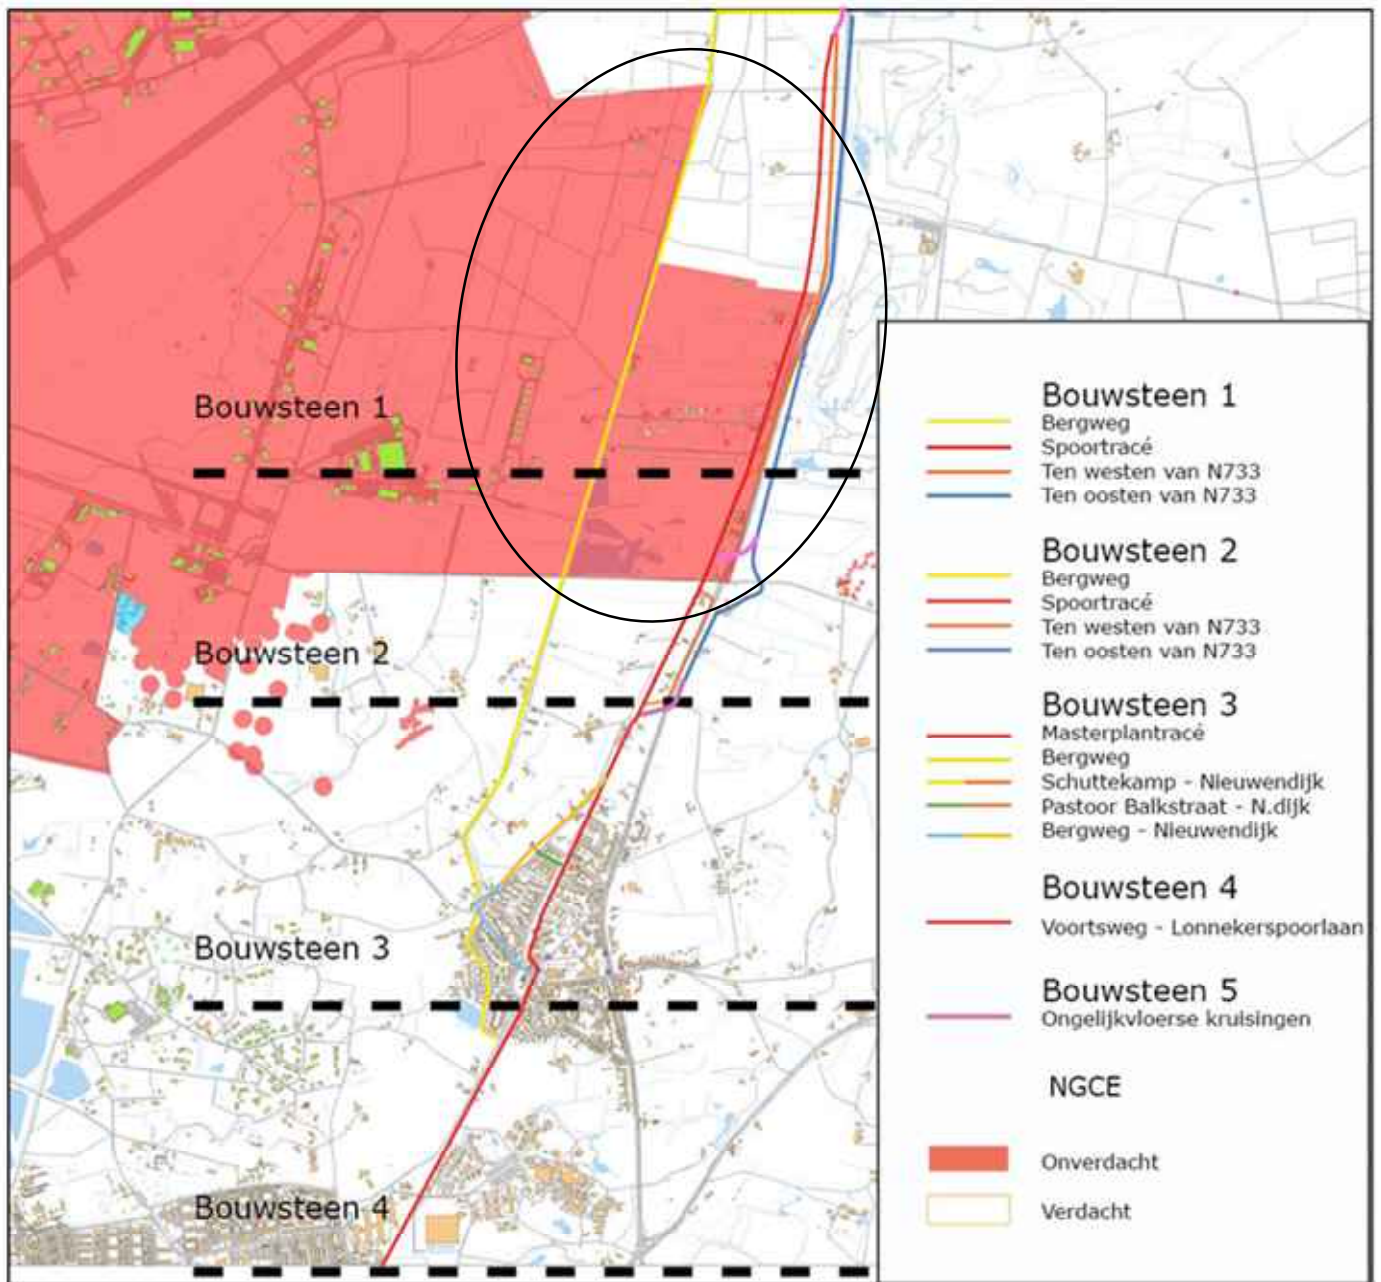 Bouwsteen 1
Bouwsteen 2
Bouwsteen 3
Bouwsteen 4
Bouwsteen 1
Bergweg
Spoortracé
Ten westen van N733
Ten oosten van N733
Bouwsteen 2
Bergweg
Spoortracé
Ten westen van N733
Ten oosten van N733
Bouwsteen 3
Masterplantracé
Bergweg
Schuttekamp - Nieuwendijk
Pastoor Balkstraat - N.dijk
Bergweg - Nieuwendijk
Bouwsteen 4
Voortsweg - Lonnekerspoorlaan
Bouwsteen 5
Ongelijkvloerse kruisingen
NGCE
Onverdacht
Verdacht